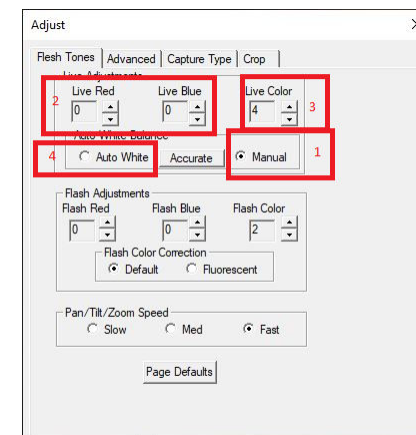 Adjust
Flesh Tones Advanced Capture Type Crop
Live Adjustments
Live Red Live Blue Live Color
2 0 0 4 3
Auto White Balance
4 Auto White Accurate Manual 1
Flash Adjustments
Flash Red Flash Blue Flash Color
0 0 2
Flash Color Correction
Default Fluorescent
Pan/Tilt/Zoom Speed
Slow Med Fast
Page Defaults